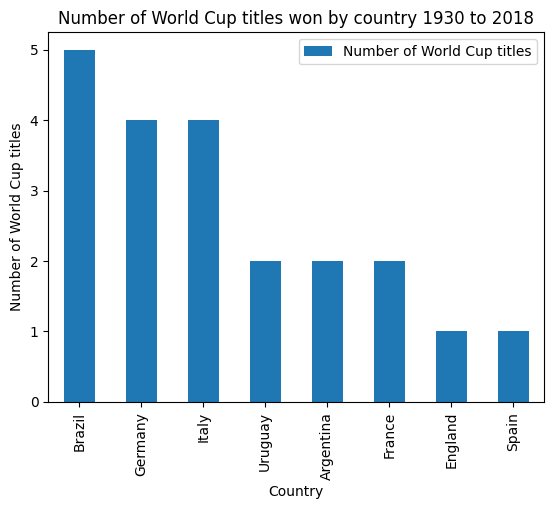 Number of World Cup titles won by country 1930 to 2018
Number of World Cup titles
Number of World Cup titles
5
4
3
2
1
0
Brazil
Germany
Italy
Uruguay
Argentina
France
England
Spain
Country